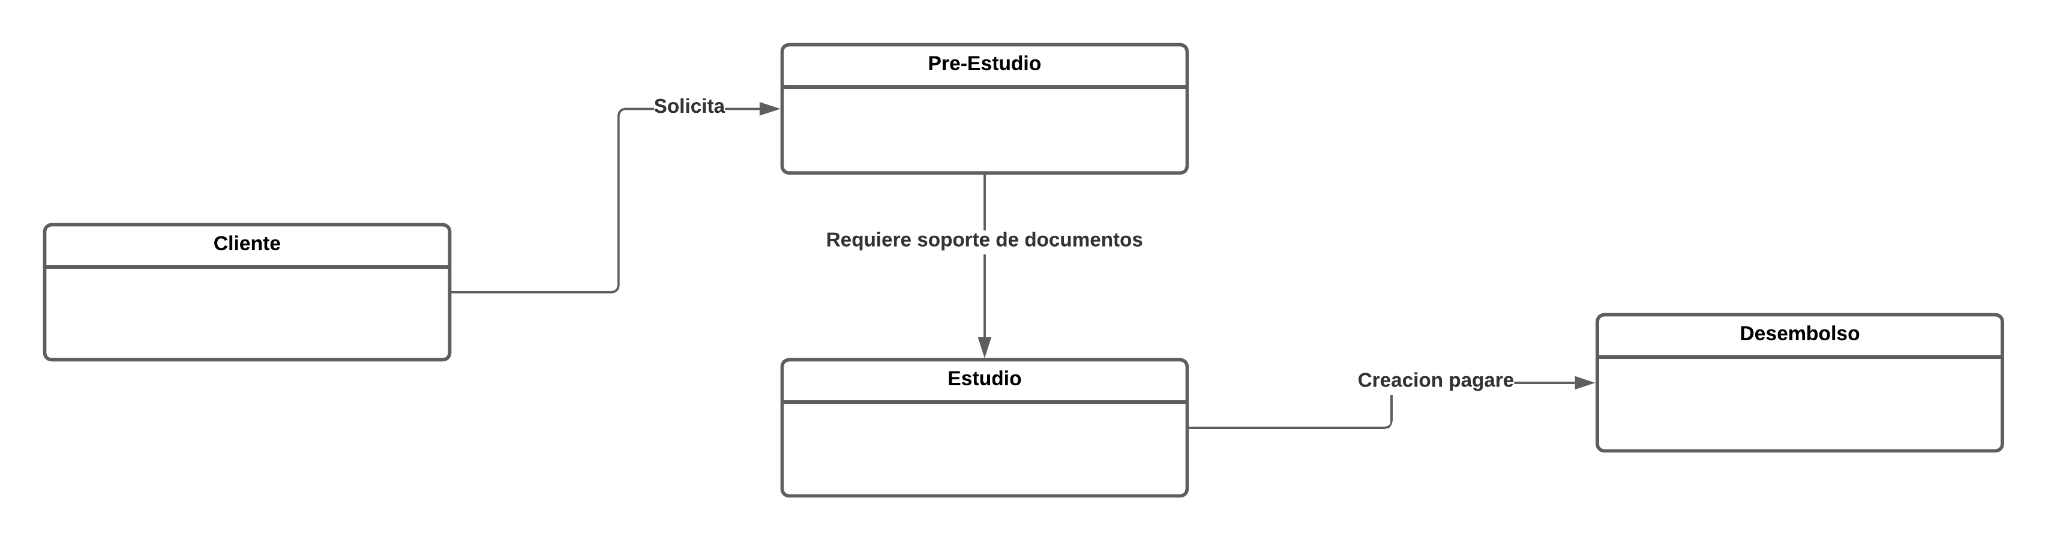 Pre-Estudio
Solicita
Cliente
Requiere soporte de documentos
Estudio
Creacion pagare
Desembolso